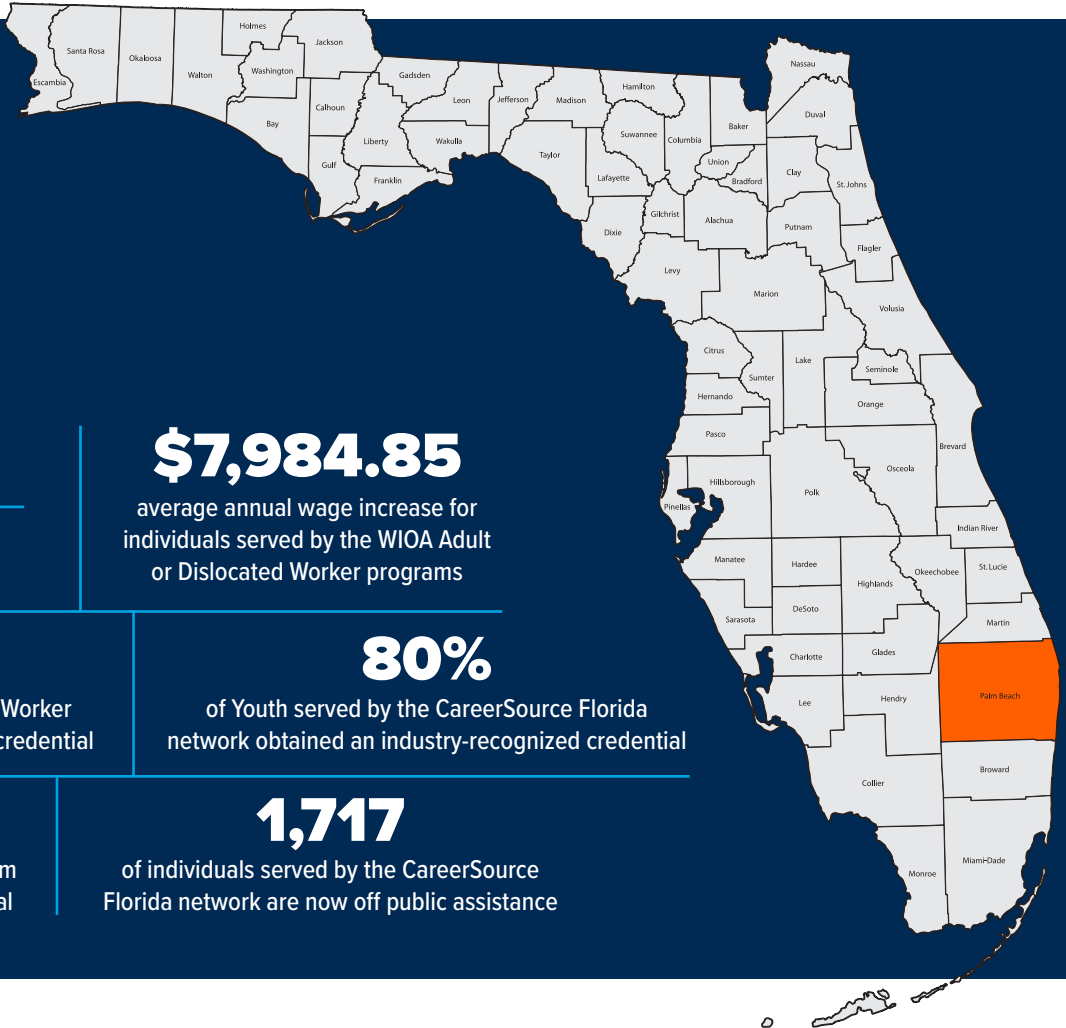 Holmes
Jackson
Santa Rosa
Okaloosa
Walton
Washington
Escambia
Gadsden
Hamilton
Nassau
Leon
Jefferson
Madison
Calhoun
Bay
Liberty
Wakulla
Suwannee
Columbia
Baker
Duval
Gulf
Franklin
Taylor
Lafayette
Union
Bradford
Clay
St. Johns
Dixie
Gilchrist
Alachua
Putnam
Flagler
Levy
Marion
Volusia
Citrus
Sumter
Lake
Seminole
Hernando
Orange
Pasco
Brevard
Osceola
Hillsborough
Polk
Pinellas
Indian River
Manatee
Hardee
Okeechobee
St. Lucie
Highlands
DeSoto
Sarasota
Martin
Charlotte
Glades
Palm Beach
Lee
Hendry
Broward
Collier
Miami-Dade
Monroe
$7,984.85
average annual wage increase for
individuals served by the WIOA Adult
or Dislocated Worker programs
Worker
credential
80%
of Youth served by the CareerSource Florida
network obtained an industry-recognized credential
1,717
of individuals served by the CareerSource
Florida network are now off public assistance